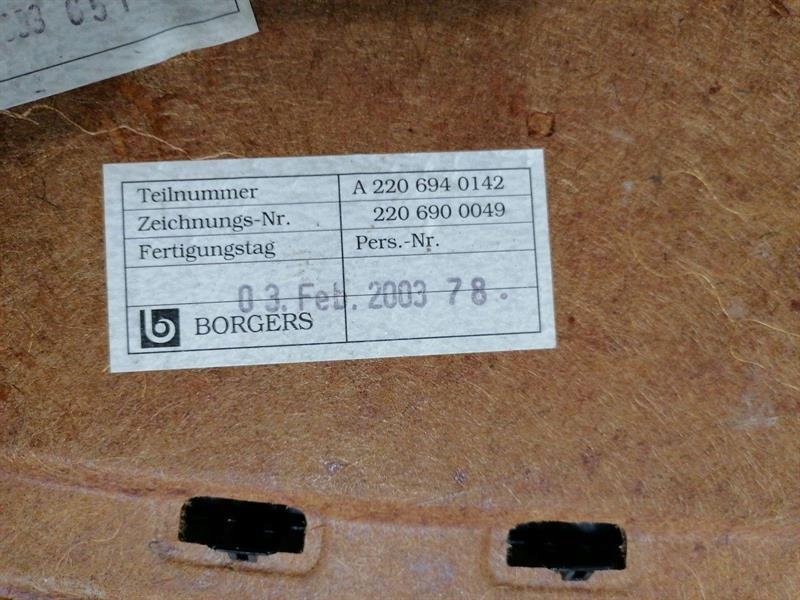 Teilnummer A 220 694 0142
Zeichnungs-Nr. 220 690 0049
Fertigungstag Pers.-Nr.
03. Feb. 2003 78.
b BORGERS